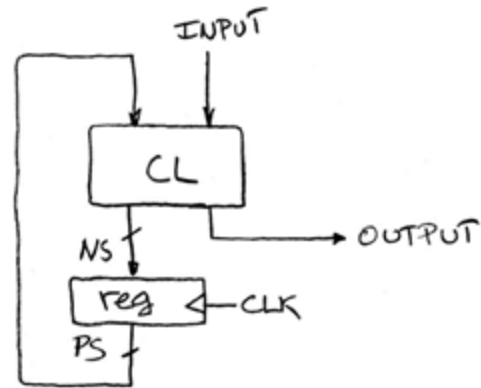 INPUT
CL
OUTPUT
NS
reg
CLK
PS